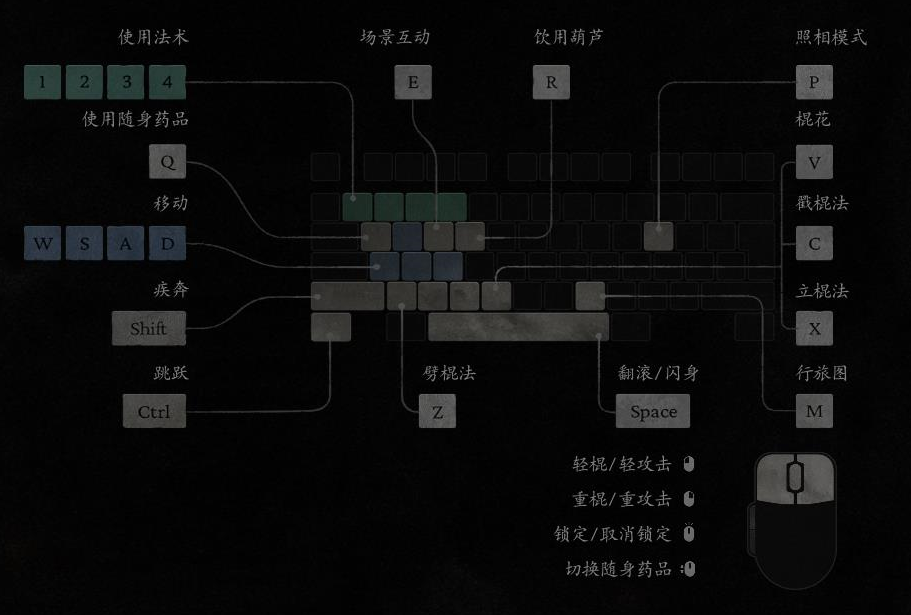 使用法术
场景互动
饮用葫芦
照相模式
1 2 3 4
E
R
P
使用随身药品
棍花
Q
V
移动
戳棍法
W S A D
C
疾奔
立棍法
Shift
X
跳跃
劈棍法
翻滚/闪身
行旅图
Ctrl
Z
Space
M
轻棍/轻攻击
重棍/重攻击
锁定/取消锁定
切换随身药品